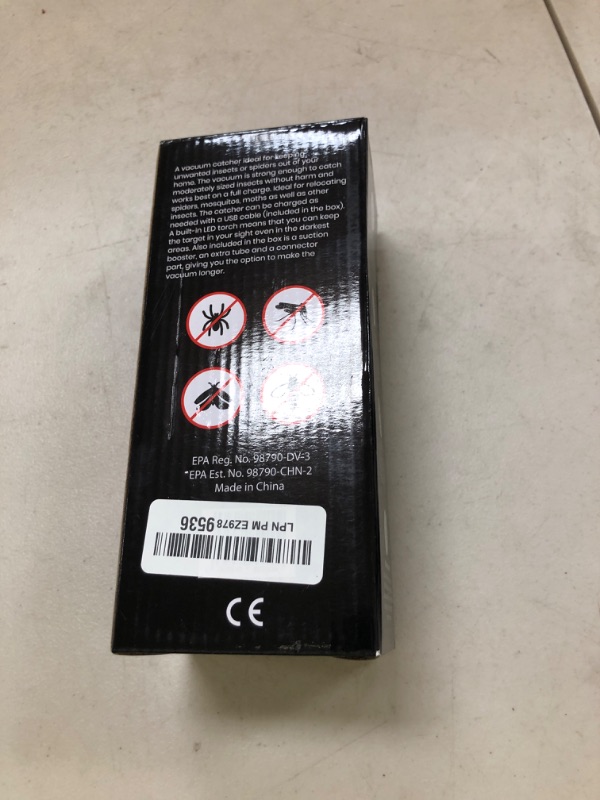 A vacuum catcher ideal for keeping
unwanted insects or spiders out of your
home. The vacuum is strong enough to catch
moderately sized insects without harm and
works best on a full charge. Ideal for relocating
spiders, mosquitos, moths as well as other
insects. The catcher can be charged as
needed with a USB cable (included in the box).
A built-in LED torch means that you can keep
the target in your sight even in the darkest
areas. Also included in the box is a suction
booster, an extra tube and a connector
part, giving you the option to make the
vacuum longer.
EPA Reg. No. 98790-DV-3
*EPA Est. No. 98790-CHN-2
Made in China
LPN PM EZ978 9536
CE